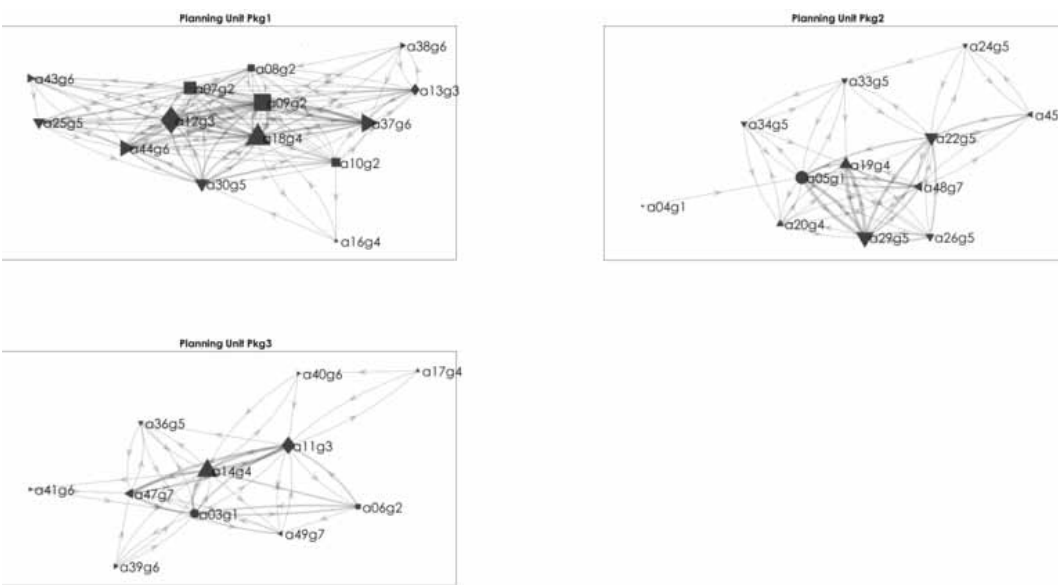 Planning Unit Pkg1
a38g6
a08g2
a43g6
a07g2
a13g3
a09g2
a25g5
a12g3
a37g6
a18g4
a44g6
a10g2
a30g5
a16g4
Planning Unit Pkg2
a24g5
a33g5
a45
a34g5
a22g5
a19g4
a05g1
a48g7
a04g1
a20g4
a29g5
a26g5
Planning Unit Pkg3
a40g6
a17g4
a36g5
a11g3
a14g4
a41g6
a47g7
a06g2
a03g1
a49g7
a39g6